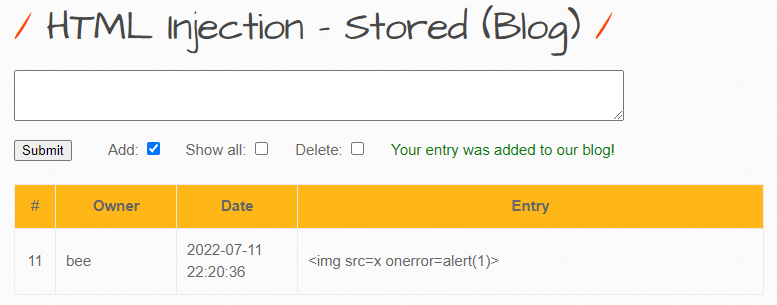 / HTML Injection - Stored (Blog) /
Submit Add: Show all: Delete: Your entry was added to our blog!
# Owner Date Entry
11 bee 2022-07-11 22:20:36 <img src=x onerror=alert(1)>